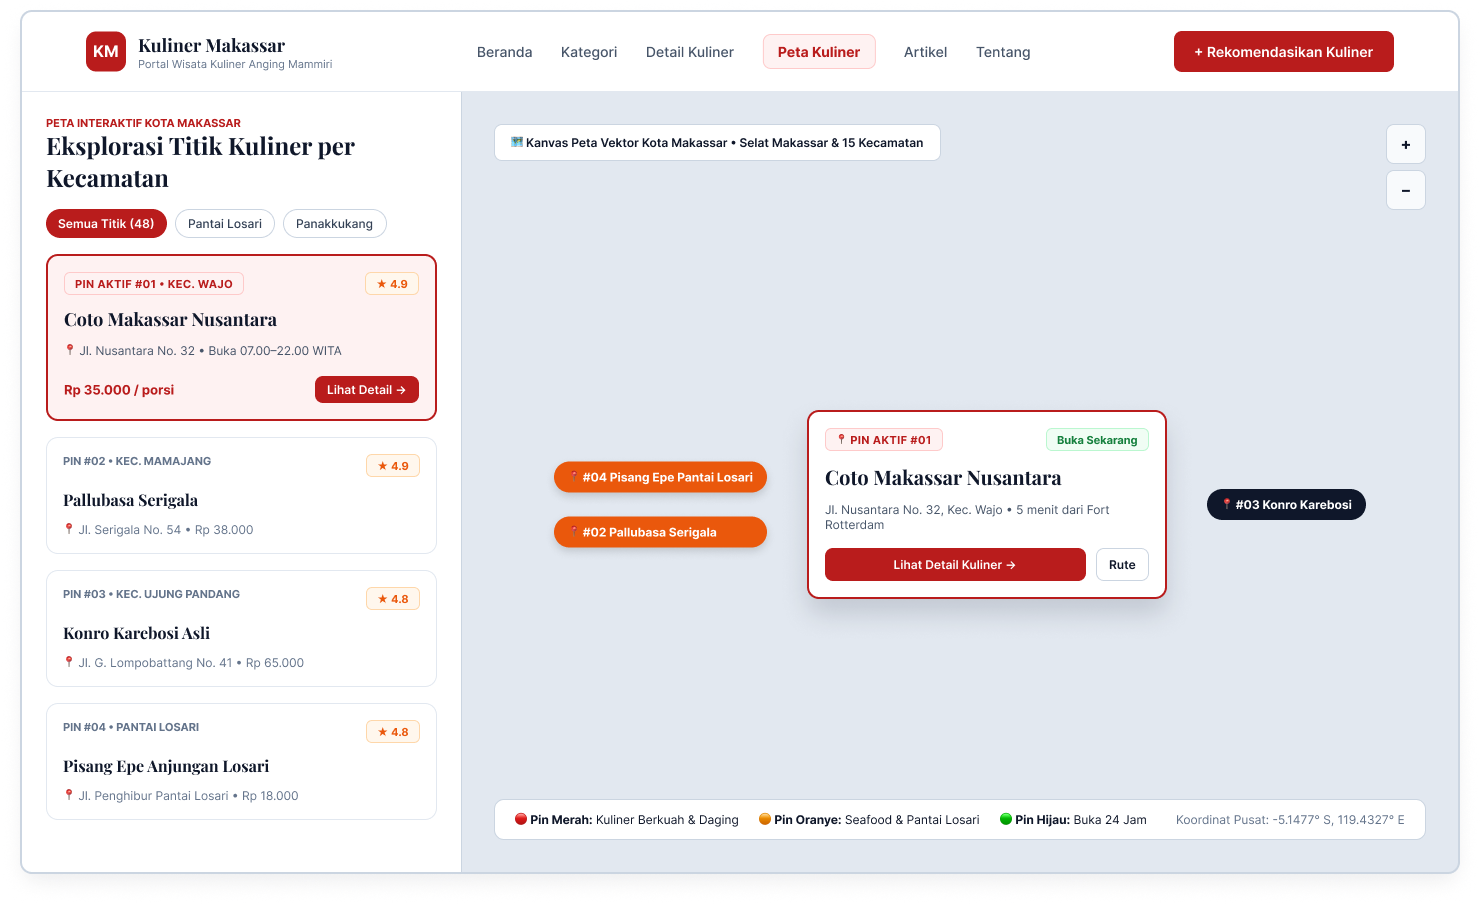 KM
Kuliner Makassar
Portal Wisata Kuliner Anging Mammiri
Beranda
Kategori
Detail Kuliner
Peta Kuliner
Artikel
Tentang
+ Rekomendasikan Kuliner
PETA INTERAKTIF KOTA MAKASSAR
Eksplorasi Titik Kuliner per
Kecamatan
Semua Titik (48)
Pantai Losari
Panakkukang
PIN AKTIF #01 • KEC. WAJO
★ 4.9
Coto Makassar Nusantara
📍 Jl. Nusantara No. 32 • Buka 07.00–22.00 WITA
Rp 35.000 / porsi
Lihat Detail →
PIN #02 • KEC. MAMAJANG
★ 4.9
Pallubasa Serigala
📍 Jl. Serigala No. 54 • Rp 38.000
PIN #03 • KEC. UJUNG PANDANG
★ 4.8
Konro Karebosi Asli
📍 Jl. G. Lompobattang No. 41 • Rp 65.000
PIN #04 • PANTAI LOSARI
★ 4.8
Pisang Epe Anjungan Losari
📍 Jl. Penghibur Pantai Losari • Rp 18.000
🗺️ Kanvas Peta Vektor Kota Makassar • Selat Makassar & 15 Kecamatan
+
−
📍 #04 Pisang Epe Pantai Losari
📍 #02 Pallubasa Serigala
📍 PIN AKTIF #01
Buka Sekarang
Coto Makassar Nusantara
Jl. Nusantara No. 32, Kec. Wajo • 5 menit dari Fort
Rotterdam
Lihat Detail Kuliner →
Rute
📍 #03 Konro Karebosi
🔴 Pin Merah: Kuliner Berkuah & Daging
🟠 Pin Oranye: Seafood & Pantai Losari
🟢 Pin Hijau: Buka 24 Jam
Koordinat Pusat: -5.1477° S, 119.4327° E